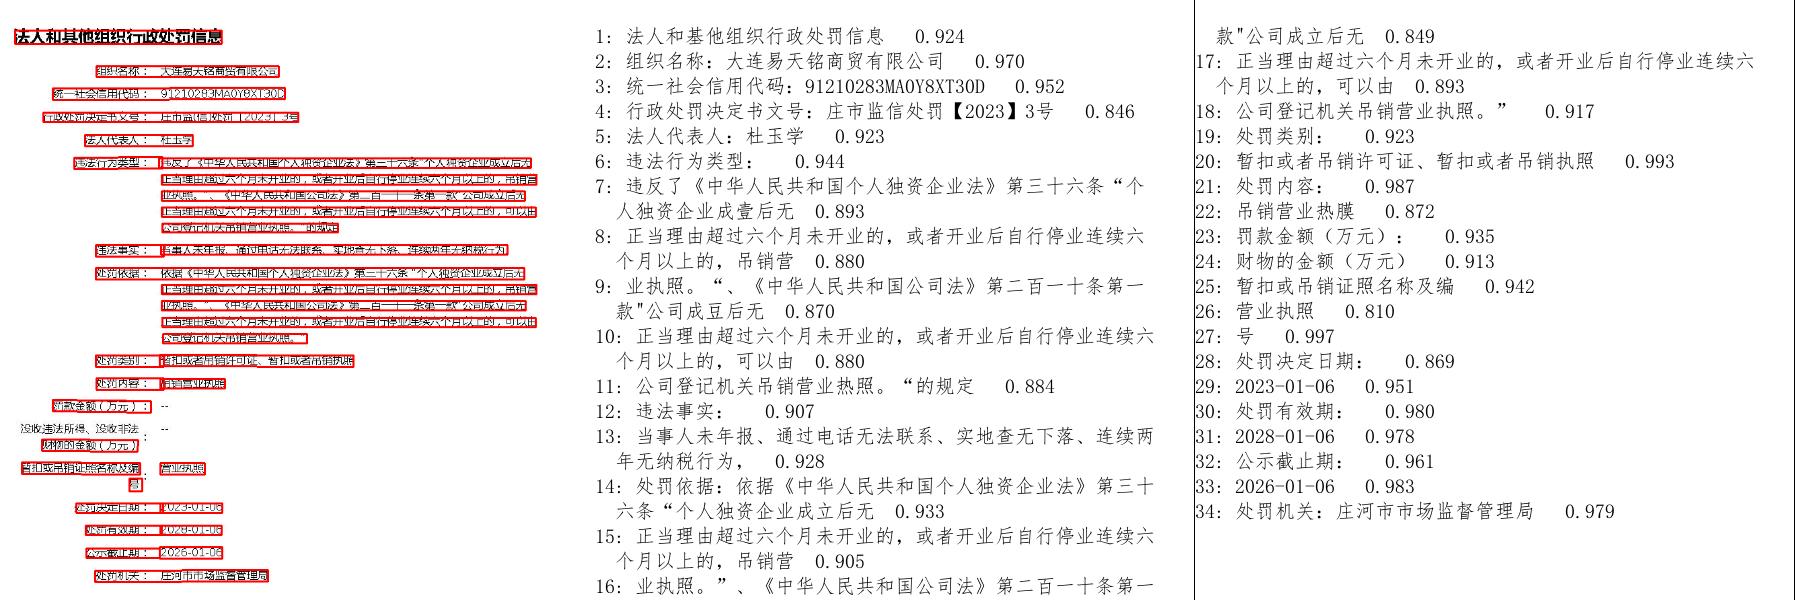 法人和其他组织行政处罚信息
组织名称： 大连易天铭商贸有限公司
统一社会信用代码： 91210283MA0Y8XT30D
行政处罚决定书文号： 庄市监信处罚【2023】3号
法人代表人： 杜玉学
违法行为类型： 违反了《中华人民共和国个人独资企业法》第三十六条“个人独资企业成立后无
正当理由超过六个月未开业的，或者开业后自行停业连续六个月以上的，吊销营
业执照。”、《中华人民共和国公司法》第二百一十条第一款"公司成立后无
正当理由超过六个月未开业的，或者开业后自行停业连续六个月以上的，可以由
公司登记机关吊销营业执照。”的规定
违法事实： 当事人未年报、通过电话无法联系、实地查无下落、连续两年无纳税行为，
处罚依据： 依据《中华人民共和国个人独资企业法》第三十六条“个人独资企业成立后无
正当理由超过六个月未开业的，或者开业后自行停业连续六个月以上的，吊销营
业执照。”、《中华人民共和国公司法》第二百一十条第一款"公司成立后无
正当理由超过六个月未开业的，或者开业后自行停业连续六个月以上的，可以由
公司登记机关吊销营业执照。”
处罚类别： 暂扣或者吊销许可证、暂扣或者吊销执照
处罚内容： 吊销营业执照
罚款金额（万元）： --
没收违法所得、没收非法 --
财物的金额（万元） ：
暂扣或吊销证照名称及编 营业执照
号 ：
处罚决定日期： 2023-01-06
处罚有效期： 2028-01-06
公示截止期： 2026-01-06
处罚机关： 庄河市市场监督管理局
1: 法人和基他组织行政处罚信息 0.924
2: 组织名称：大连易天铭商贸有限公司 0.970
3: 统一社会信用代码：91210283MA0Y8XT30D 0.952
4: 行政处罚决定书文号：庄市监信处罚【2023】3号 0.846
5: 法人代表人：杜玉学 0.923
6: 违法行为类型： 0.944
7: 违反了《中华人民共和国个人独资企业法》第三十六条“个
人独资企业成壹后无 0.893
8: 正当理由超过六个月未开业的，或者开业后自行停业连续六
个月以上的，吊销营 0.880
9: 业执照。“、《中华人民共和国公司法》第二百一十条第一
款"公司成豆后无 0.870
10: 正当理由超过六个月未开业的，或者开业后自行停业连续六
个月以上的，可以由 0.880
11: 公司登记机关吊销营业热照。“的规定 0.884
12: 违法事实： 0.907
13: 当事人未年报、通过电话无法联系、实地查无下落、连续两
年无纳税行为， 0.928
14: 处罚依据：依据《中华人民共和国个人独资企业法》第三十
六条“个人独资企业成立后无 0.933
15: 正当理由超过六个月未开业的，或者开业后自行停业连续六
个月以上的，吊销营 0.905
16: 业执照。”、《中华人民共和国公司法》第二百一十条第一
款"公司成立后无 0.849
17: 正当理由超过六个月未开业的，或者开业后自行停业连续六
个月以上的，可以由 0.893
18: 公司登记机关吊销营业执照。” 0.917
19: 处罚类别： 0.923
20: 暂扣或者吊销许可证、暂扣或者吊销执照 0.993
21: 处罚内容： 0.987
22: 吊销营业热膜 0.872
23: 罚款金额（万元）： 0.935
24: 财物的金额（万元） 0.913
25: 暂扣或吊销证照名称及编 0.942
26: 营业执照 0.810
27: 号 0.997
28: 处罚决定日期： 0.869
29: 2023-01-06 0.951
30: 处罚有效期： 0.980
31: 2028-01-06 0.978
32: 公示截止期： 0.961
33: 2026-01-06 0.983
34: 处罚机关：庄河市市场监督管理局 0.979